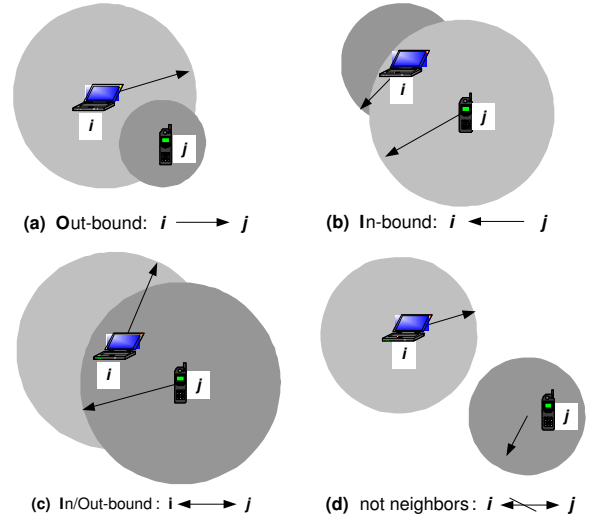 i
j
(a) Out-bound: i j
i
j
(b) In-bound: i j
i
j
(c) In/Out-bound: i j
i
j
(d) not neighbors: i j